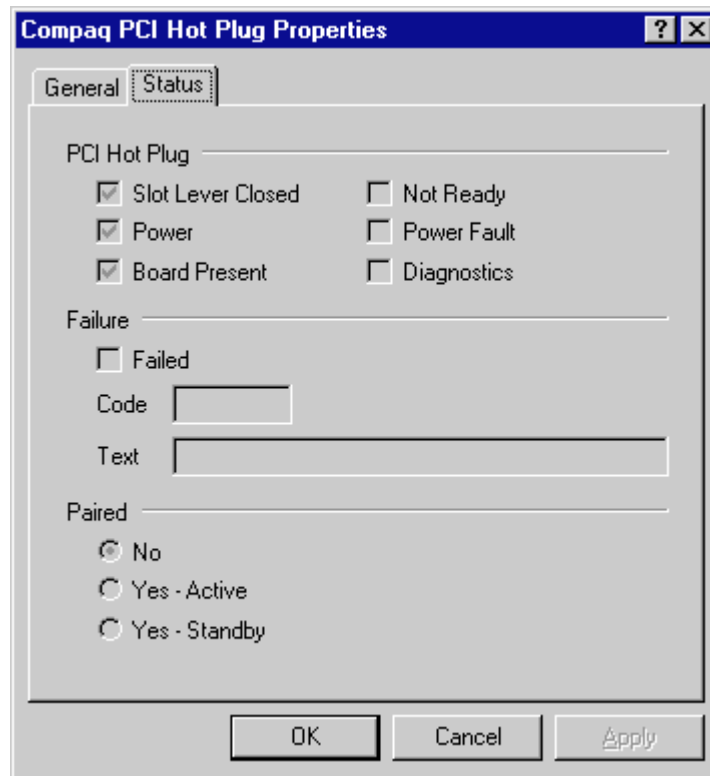 Compaq PCI Hot Plug Properties
General Status
PCI Hot Plug
Slot Lever Closed Not Ready
Power Power Fault
Board Present Diagnostics
Failure
Failed
Code
Text
Paired
No
Yes - Active
Yes - Standby
OK Cancel Apply